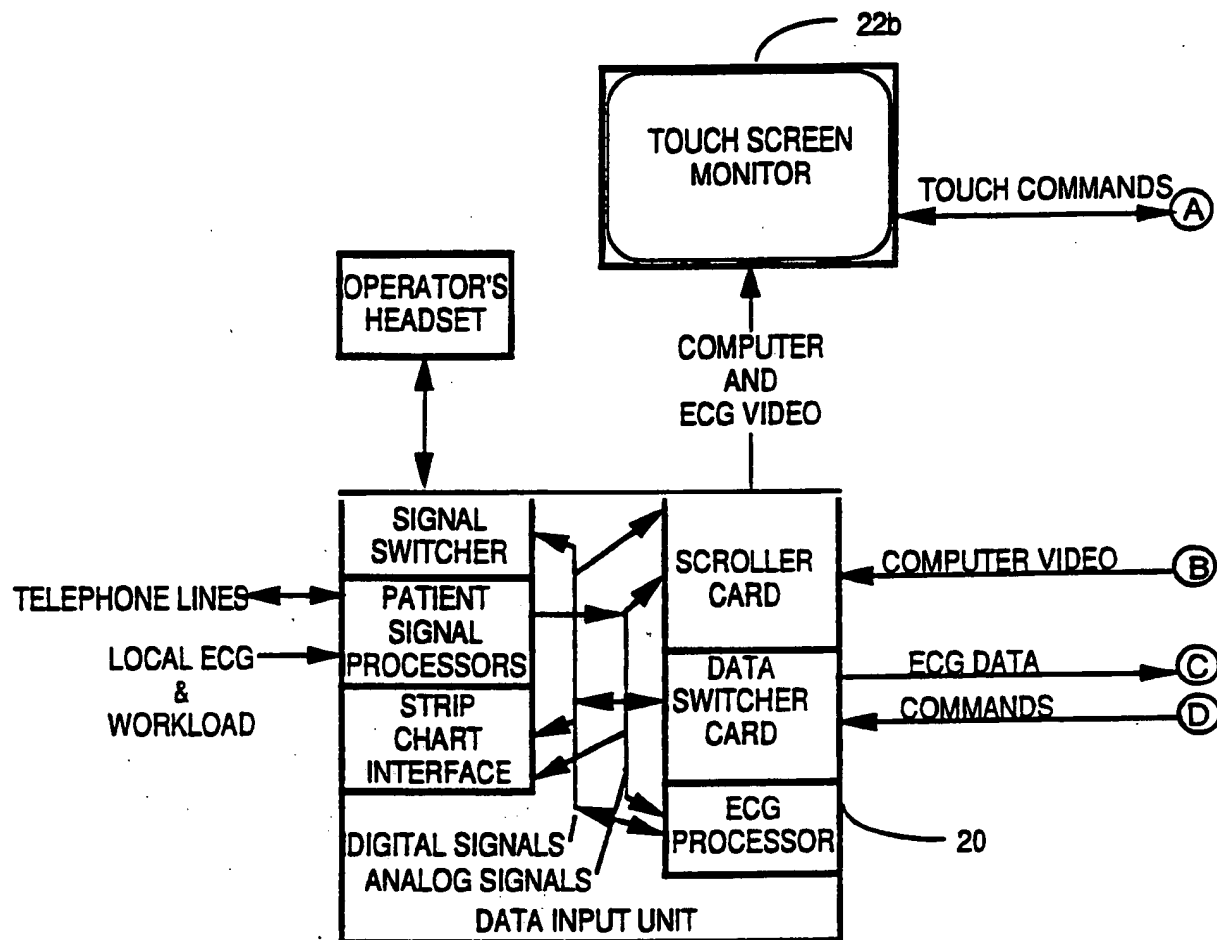 22b
TOUCH SCREEN
MONITOR
TOUCH COMMANDS
A
OPERATOR'S
HEADSET
COMPUTER
AND
ECG VIDEO
SIGNAL
SWITCHER
SCROLLER
CARD
COMPUTER VIDEO
B
TELEPHONE LINES
PATIENT
SIGNAL
PROCESSORS
LOCAL ECG
&
WORKLOAD
DATA
SWITCHER
CARD
ECG DATA
C
COMMANDS
D
STRIP
CHART
INTERFACE
ECG
PROCESSOR
20
DIGITAL SIGNALS
ANALOG SIGNALS
DATA INPUT UNIT